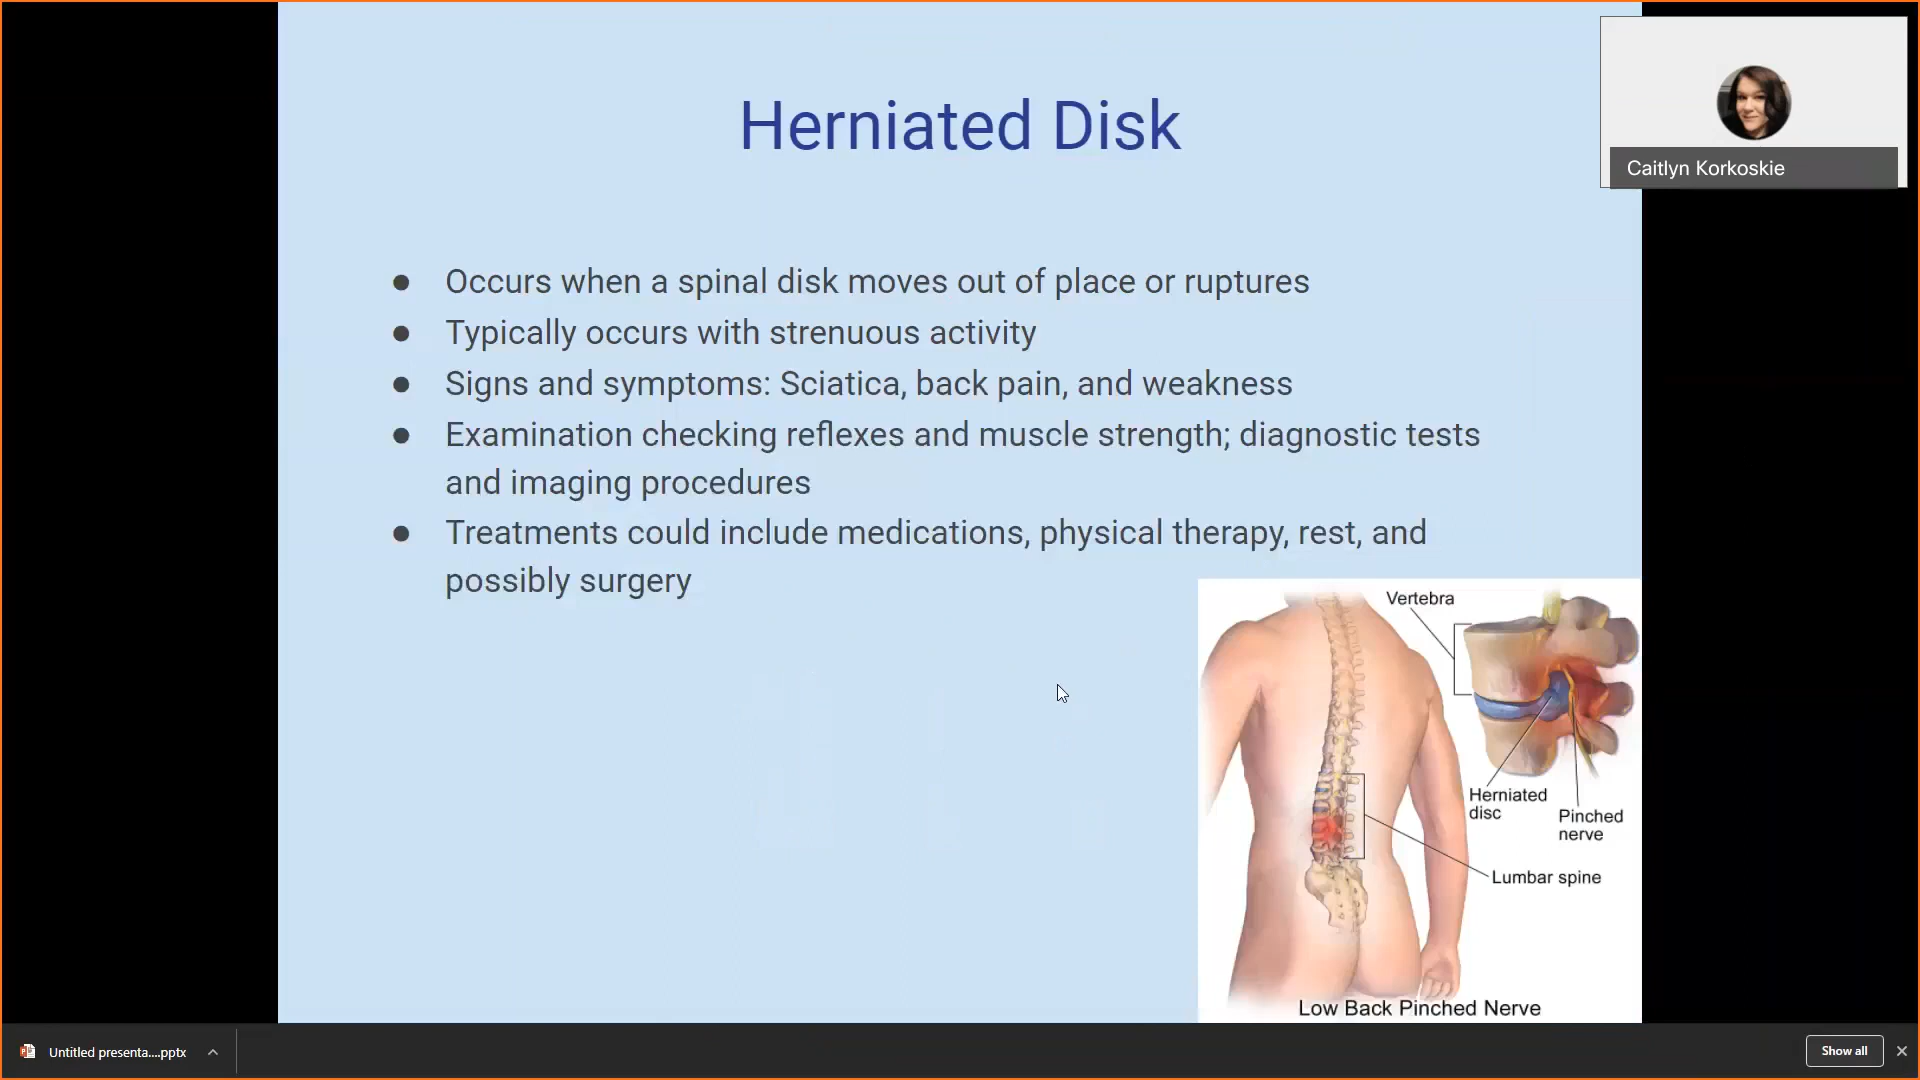 Herniated Disk
Caitlyn Korkoskie
● Occurs when a spinal disk moves out of place or ruptures
● Typically occurs with strenuous activity
● Signs and symptoms: Sciatica, back pain, and weakness
● Examination checking reflexes and muscle strength; diagnostic tests
and imaging procedures
● Treatments could include medications, physical therapy, rest, and
possibly surgery
Vertebra
Herniated
disc
Pinched
nerve
Lumbar spine
Low Back Pinched Nerve
Untitled presenta....pptx
Show all